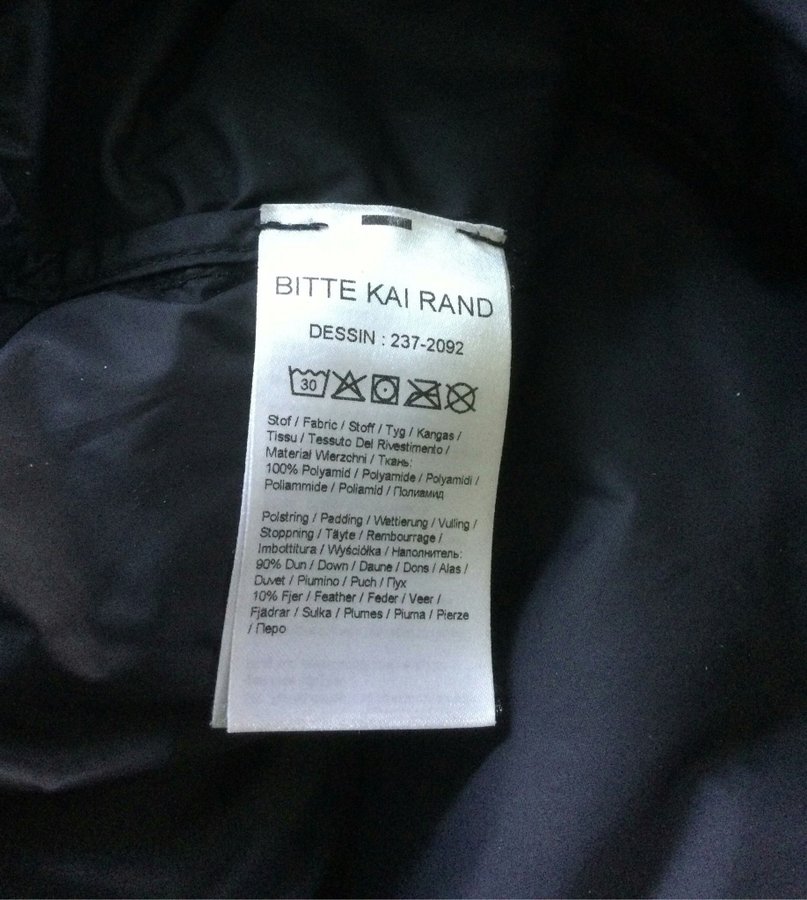 BITTE KAI RAND
DESSIN : 237-2092
30
Stof / Fabric / Stoff / Tyg / Kangas /
Tissu / Tessuto Del Rivestimento /
Material Wierzchni / Ткань:
100% Polyamid / Polyamide / Polyamidi /
Poliammide / Poliamid / Полиамид
Polstring / Padding / Wattierung / Vulling /
Stoppning / Täyte / Rembourrage /
Imbottitura / Wyściółka / Наполнитель:
90% Dun / Down / Daune / Dons / Alas /
Duvet / Piumino / Puch / Пух
10% Fjer / Feather / Feder / Veer /
Fjädrar / Sulka / Plumes / Piuma / Pierze
/ Перо